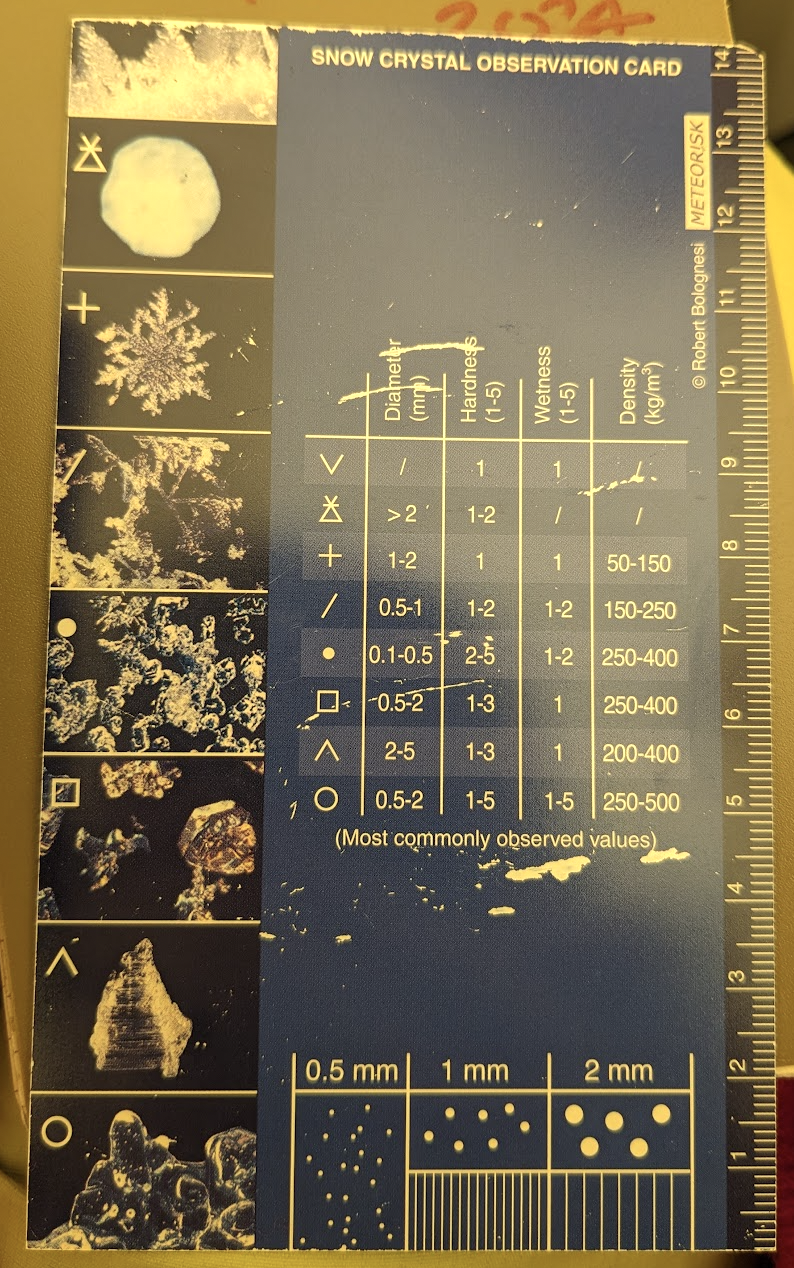 SNOW CRYSTAL OBSERVATION CARD
METEORISK
© Robert Bolognesi
Diameter (mm) Hardness (1-5) Wetness (1-5) Density (kg/m³)
∨ / 1 1 /
>2 1-2 / /
+ 1-2 1 1 50-150
/ 0.5-1 1-2 1-2 150-250
● 0.1-0.5 2-5 1-2 250-400
□ 0.5-2 1-3 1 250-400
∧ 2-5 1-3 1 200-400
○ 0.5-2 1-5 1-5 250-500
(Most commonly observed values)
0.5 mm 1 mm 2 mm
14
13
12
11
10
9
8
7
6
5
4
3
2
1